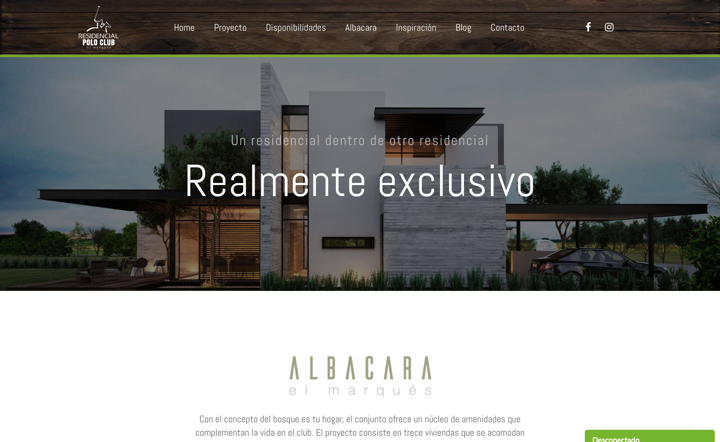 RESIDENCIAL
POLO CLUB
Home Proyecto Disponibilidades Albacara Inspiración Blog Contacto
Un residencial dentro de otro residencial
Realmente exclusivo
ALBACARA
el marqués
Con el concepto del bosque es tu hogar, el conjunto ofrece un núcleo de amenidades que
complementan la vida en el club. El proyecto consiste en trece viviendas que se acomodan
Desconectado